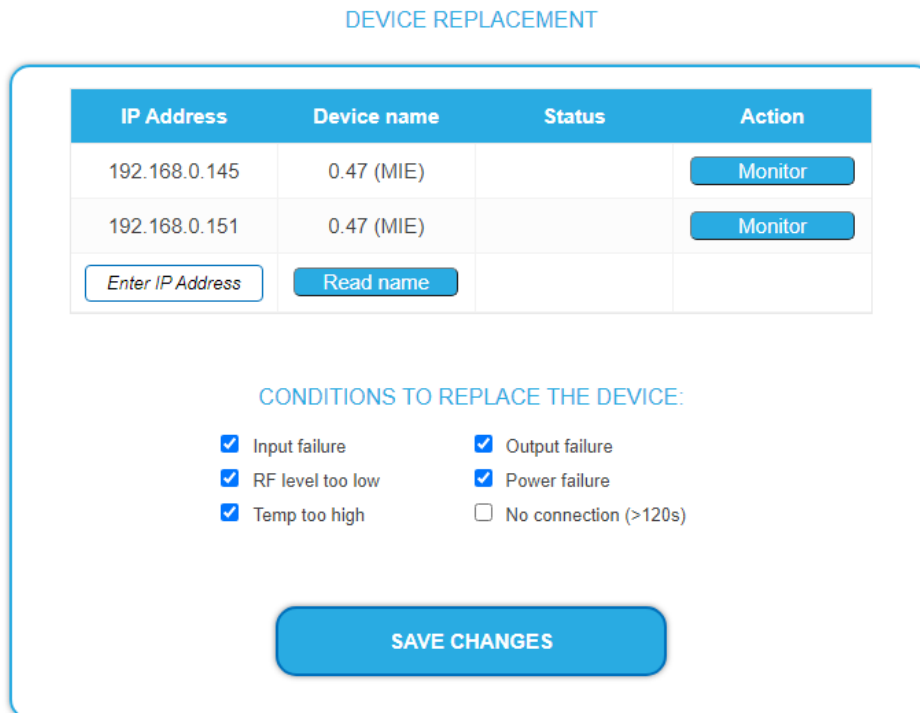 DEVICE REPLACEMENT
IP Address Device name Status Action
192.168.0.145 0.47 (MIE) Monitor
192.168.0.151 0.47 (MIE) Monitor
Enter IP Address Read name
CONDITIONS TO REPLACE THE DEVICE:
Input failure Output failure
RF level too low Power failure
Temp too high No connection (>120s)
SAVE CHANGES